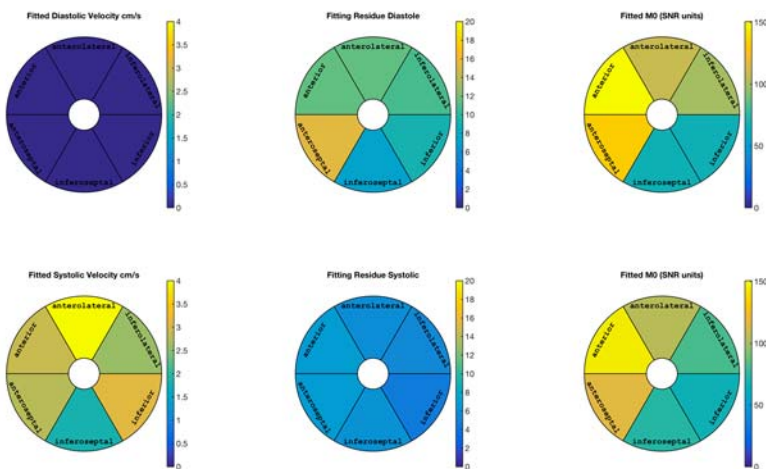 Fitted Diastolic Velocity cm/s
4
3.5
3
2.5
2
1.5
1
0.5
0
anterolateral
anterior
inferolateral
anteroseptal
inferior
inferoseptal
Fitting Residue Diastole
20
18
16
14
12
10
8
6
4
2
0
anterolateral
anterior
inferolateral
anteroseptal
inferior
inferoseptal
Fitted M0 (SNR units)
150
100
50
0
anterolateral
anterior
inferolateral
anteroseptal
inferior
inferoseptal
Fitted Systolic Velocity cm/s
4
3.5
3
2.5
2
1.5
1
0.5
0
anterolateral
anterior
inferolateral
anteroseptal
inferior
inferoseptal
Fitting Residue Systolic
20
18
16
14
12
10
8
6
4
2
0
anterolateral
anterior
inferolateral
anteroseptal
inferior
inferoseptal
Fitted M0 (SNR units)
150
100
50
0
anterolateral
anterior
inferolateral
anteroseptal
inferior
inferoseptal